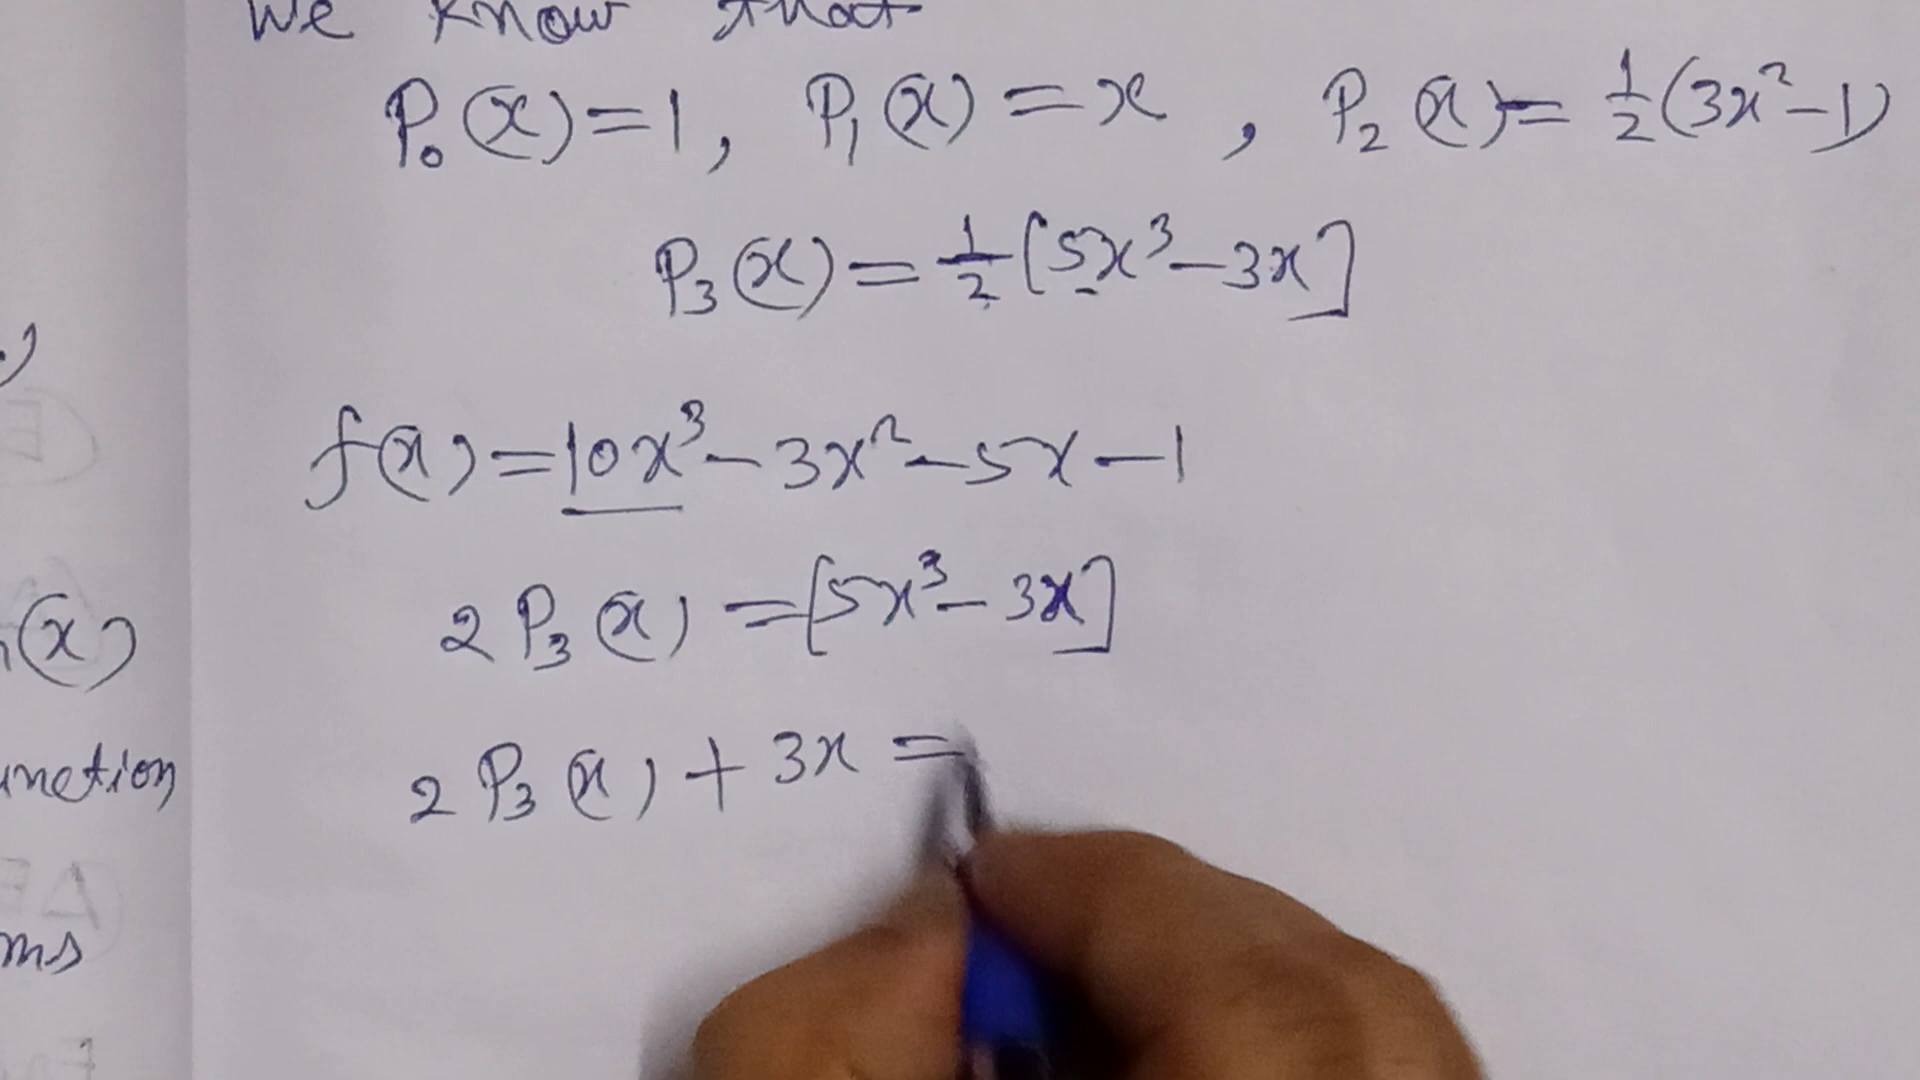 We know that
P₀(x)=1, P₁(x)=x, P₂(x)=½(3x²-1)
P₃(x)=½[5x³-3x]
f(x)=10x³-3x²-5x-1
2P₃(x)=[5x³-3x]
2P₃(x)+3x=
(x)
ms